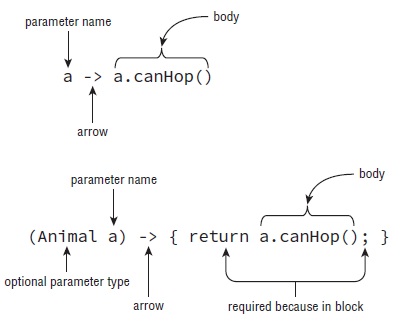 parameter name
body
a -> a.canHop()
arrow
parameter name
body
(Animal a) -> { return a.canHop(); }
optional parameter type
arrow
required because in block